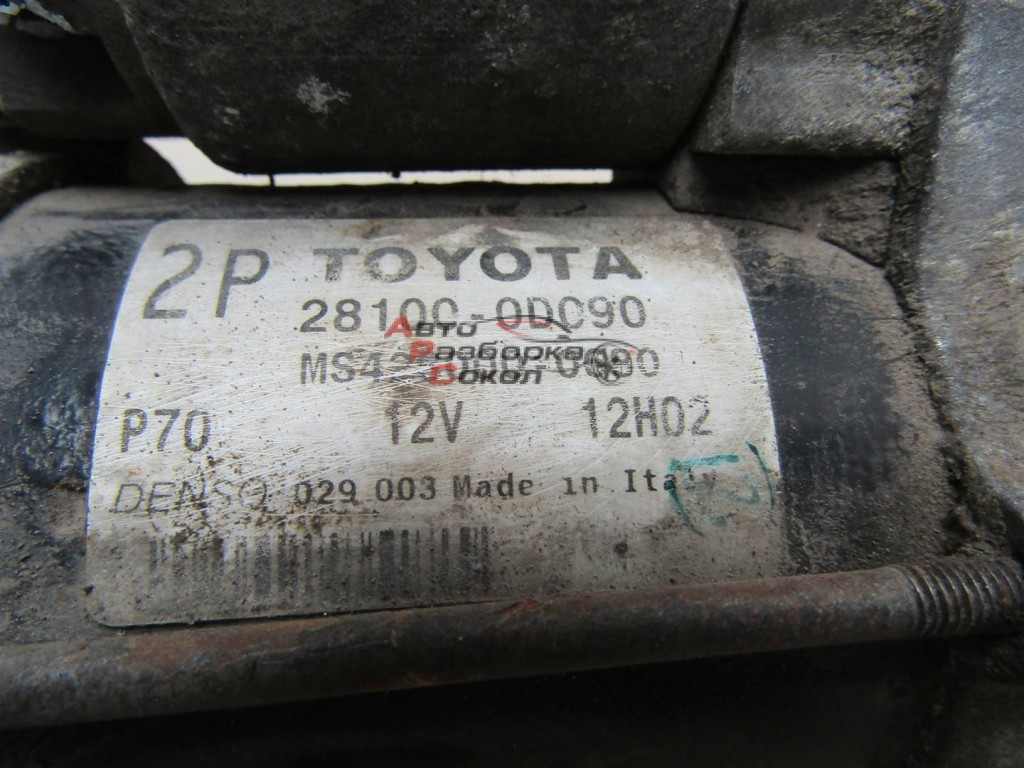 2P TOYOTA
28100-0D090
Авто
Разборка
Сокол
P70 12V 12H02
DENSO 029 003 Made in Italy